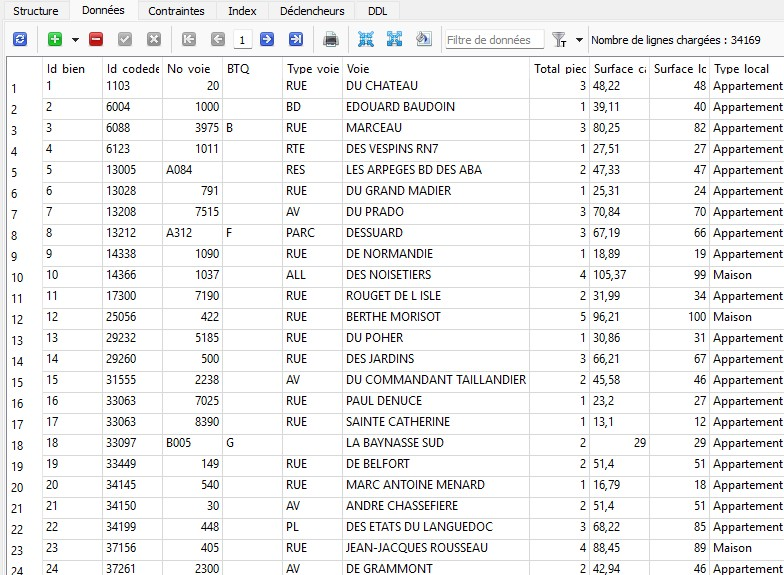 Structure Données Contraintes Index Déclencheurs DDL
1 Filtre de données Nombre de lignes chargées : 34169
Id bien Id codede No voie BTQ Type voie Voie Total piec Surface ca Surface lc Type local
1 1 1103 20 RUE DU CHATEAU 3 48,22 48 Appartement
2 2 6004 1000 BD EDOUARD BAUDOIN 1 39,11 40 Appartement
3 3 6088 3975 B RUE MARCEAU 3 80,25 82 Appartement
4 4 6123 1011 RTE DES VESPINS RN7 1 27,51 27 Appartement
5 5 13005 A084 RES LES ARPEGES BD DES ABA 2 47,33 47 Appartement
6 6 13028 791 RUE DU GRAND MADIER 1 25,31 24 Appartement
7 7 13208 7515 AV DU PRADO 3 70,84 70 Appartement
8 8 13212 A312 F PARC DESSUARD 3 67,19 66 Appartement
9 9 14338 1090 RUE DE NORMANDIE 1 18,89 19 Appartement
10 10 14366 1037 ALL DES NOISETIERS 4 105,37 99 Maison
11 11 17300 7190 RUE ROUGET DE L ISLE 2 31,99 34 Appartement
12 12 25056 422 RUE BERTHE MORISOT 5 96,21 100 Maison
13 13 29232 5185 RUE DU POHER 1 30,86 31 Appartement
14 14 29260 500 RUE DES JARDINS 3 66,21 67 Appartement
15 15 31555 2238 AV DU COMMANDANT TAILLANDIER 2 45,58 46 Appartement
16 16 33063 7025 RUE PAUL DENUCE 1 23,2 27 Appartement
17 17 33063 8390 RUE SAINTE CATHERINE 1 13,1 12 Appartement
18 18 33097 B005 G LA BAYNASSE SUD 2 29 29 Appartement
19 19 33449 149 RUE DE BELFORT 2 51,4 51 Appartement
20 20 34145 540 RUE MARC ANTOINE MENARD 1 16,79 18 Appartement
21 21 34150 30 AV ANDRE CHASSEFIERE 2 51,4 51 Appartement
22 22 34199 448 PL DES ETATS DU LANGUEDOC 3 68,22 85 Appartement
23 23 37156 405 RUE JEAN-JACQUES ROUSSEAU 4 88,45 89 Maison
24 24 37261 2300 AV DE GRAMMONT 2 42,94 46 Appartement